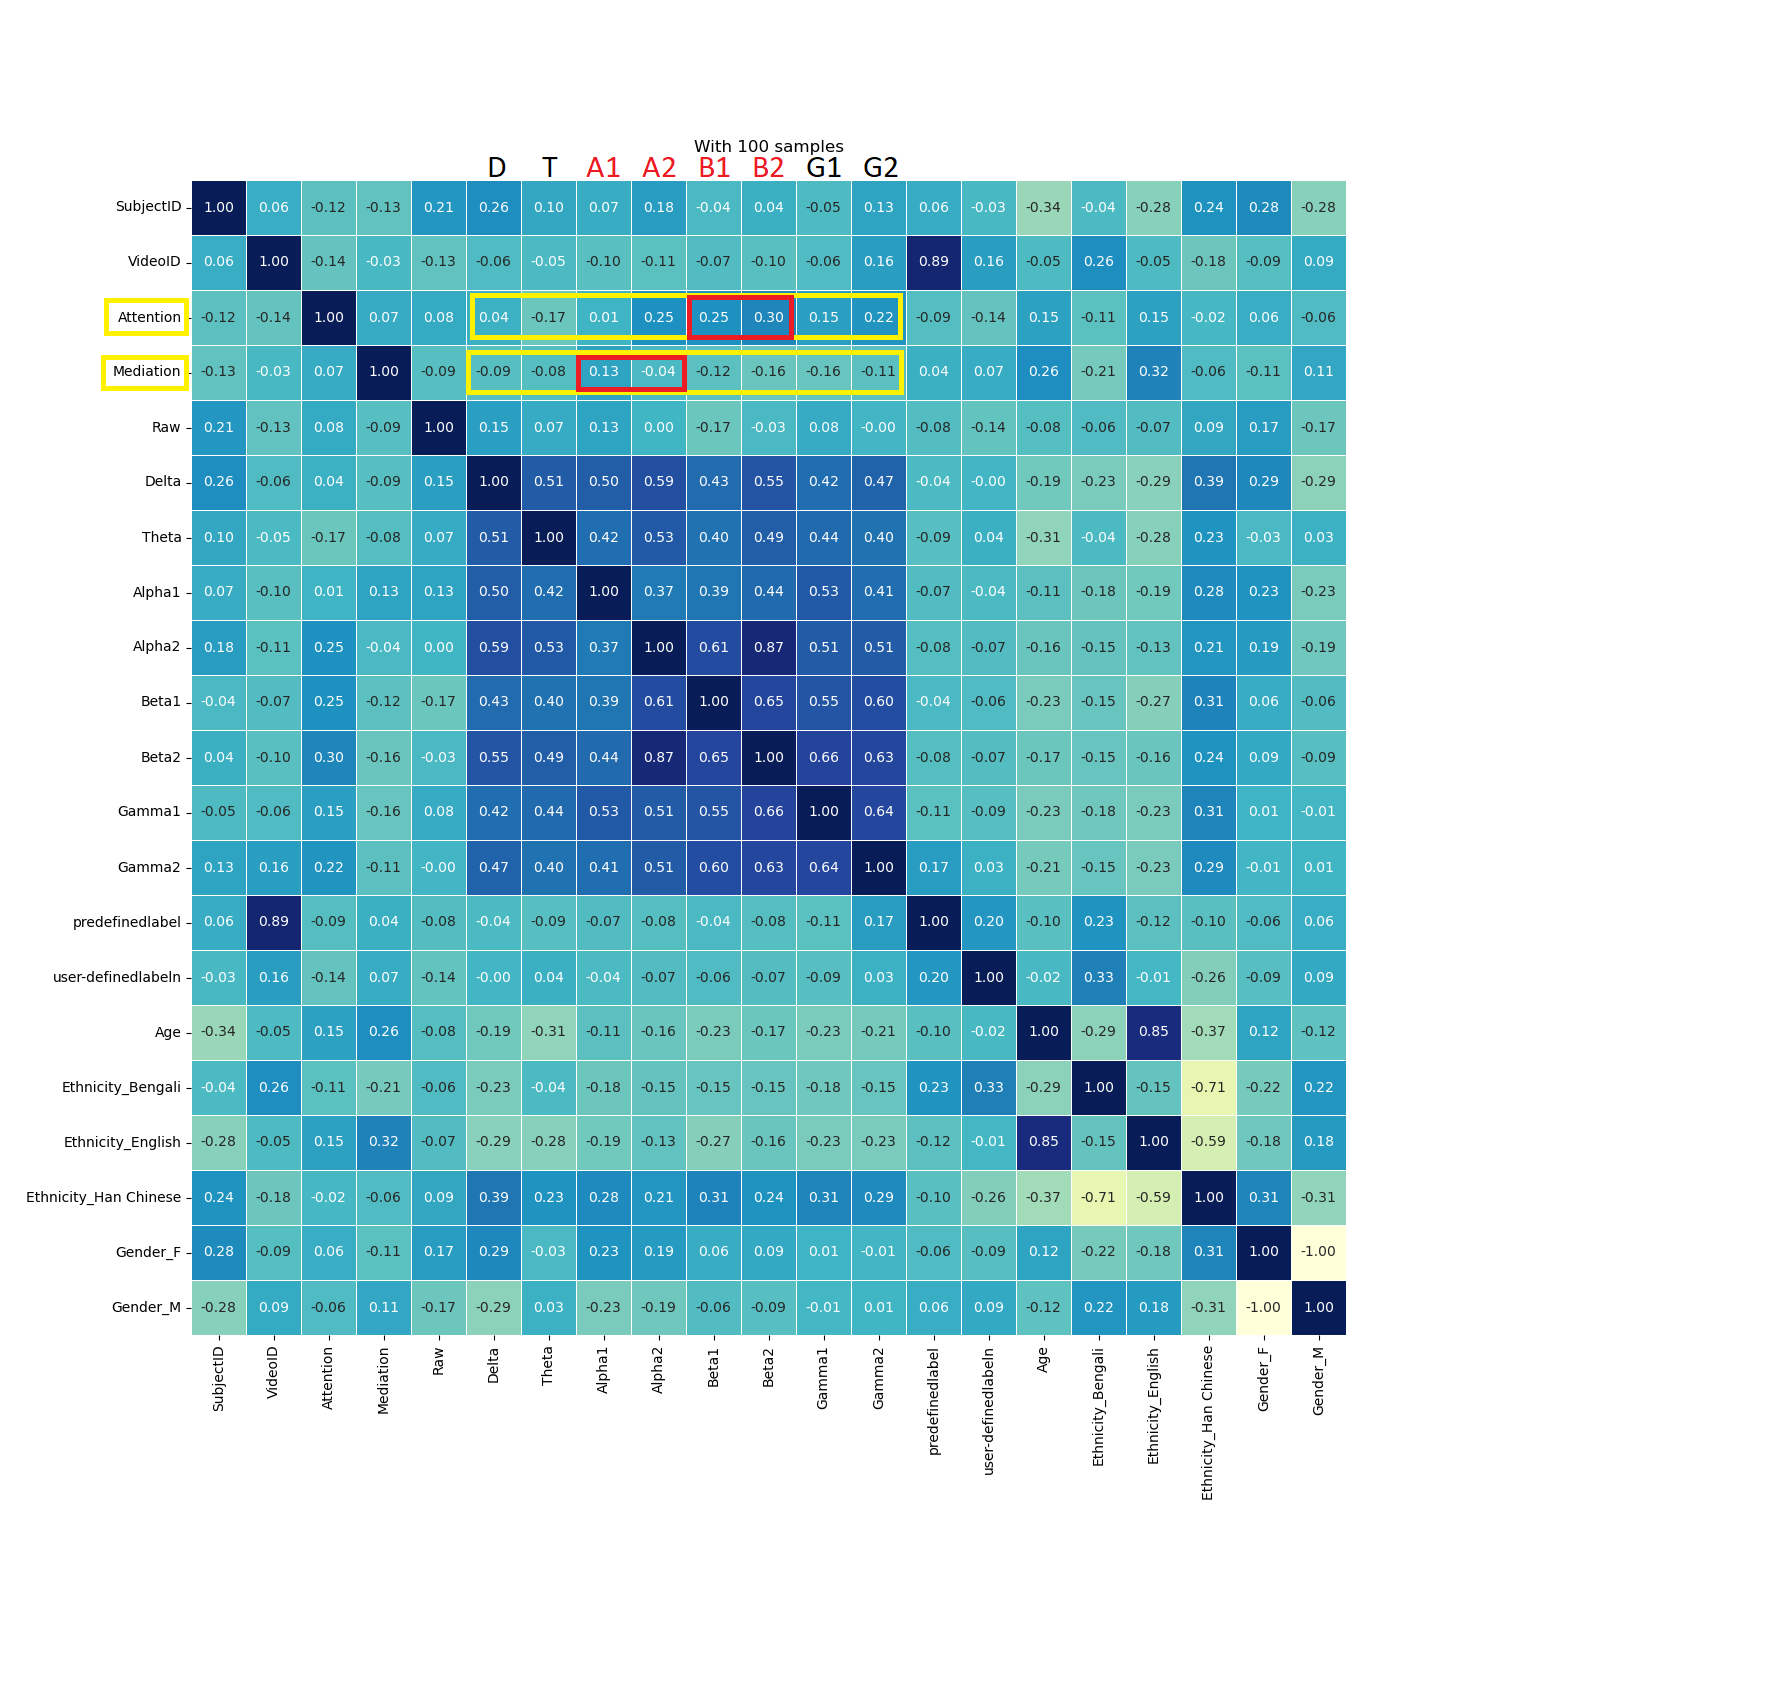 With 100 samples
D T A1 A2 B1 B2 G1 G2
SubjectID 1.00 0.06 -0.12 -0.13 0.21 0.26 0.10 0.07 0.18 -0.04 0.04 -0.05 0.13 0.06 -0.03 -0.34 -0.04 -0.28 0.24 0.28 -0.28
VideoID 0.06 1.00 -0.14 -0.03 -0.13 -0.06 -0.05 -0.10 -0.11 -0.07 -0.10 -0.06 0.16 0.89 0.16 -0.05 0.26 -0.05 -0.18 -0.09 0.09
Attention -0.12 -0.14 1.00 0.07 0.08 0.04 -0.17 0.01 0.25 0.25 0.30 0.15 0.22 -0.09 -0.14 0.15 -0.11 0.15 -0.02 0.06 -0.06
Mediation -0.13 -0.03 0.07 1.00 -0.09 -0.09 -0.08 0.13 -0.04 -0.12 -0.16 -0.16 -0.11 0.04 0.07 0.26 -0.21 0.32 -0.06 -0.11 0.11
Raw 0.21 -0.13 0.08 -0.09 1.00 0.15 0.07 0.13 0.00 -0.17 -0.03 0.08 -0.00 -0.08 -0.14 -0.08 -0.06 -0.07 0.09 0.17 -0.17
Delta 0.26 -0.06 0.04 -0.09 0.15 1.00 0.51 0.50 0.59 0.43 0.55 0.42 0.47 -0.04 -0.00 -0.19 -0.23 -0.29 0.39 0.29 -0.29
Theta 0.10 -0.05 -0.17 -0.08 0.07 0.51 1.00 0.42 0.53 0.40 0.49 0.44 0.40 -0.09 0.04 -0.31 -0.04 -0.28 0.23 -0.03 0.03
Alpha1 0.07 -0.10 0.01 0.13 0.13 0.50 0.42 1.00 0.37 0.39 0.44 0.53 0.41 -0.07 -0.04 -0.11 -0.18 -0.19 0.28 0.23 -0.23
Alpha2 0.18 -0.11 0.25 -0.04 0.00 0.59 0.53 0.37 1.00 0.61 0.87 0.51 0.51 -0.08 -0.07 -0.16 -0.15 -0.13 0.21 0.19 -0.19
Beta1 -0.04 -0.07 0.25 -0.12 -0.17 0.43 0.40 0.39 0.61 1.00 0.65 0.55 0.60 -0.04 -0.06 -0.23 -0.15 -0.27 0.31 0.06 -0.06
Beta2 0.04 -0.10 0.30 -0.16 -0.03 0.55 0.49 0.44 0.87 0.65 1.00 0.66 0.63 -0.08 -0.07 -0.17 -0.15 -0.16 0.24 0.09 -0.09
Gamma1 -0.05 -0.06 0.15 -0.16 0.08 0.42 0.44 0.53 0.51 0.55 0.66 1.00 0.64 -0.11 -0.09 -0.23 -0.18 -0.23 0.31 0.01 -0.01
Gamma2 0.13 0.16 0.22 -0.11 -0.00 0.47 0.40 0.41 0.51 0.60 0.63 0.64 1.00 0.17 0.03 -0.21 -0.15 -0.23 0.29 -0.01 0.01
predefinedlabel 0.06 0.89 -0.09 0.04 -0.08 -0.04 -0.09 -0.07 -0.08 -0.04 -0.08 -0.11 0.17 1.00 0.20 -0.10 0.23 -0.12 -0.10 -0.06 0.06
user-definedlabeln -0.03 0.16 -0.14 0.07 -0.14 -0.00 0.04 -0.04 -0.07 -0.06 -0.07 -0.09 0.03 0.20 1.00 -0.02 0.33 -0.01 -0.26 -0.09 0.09
Age -0.34 -0.05 0.15 0.26 -0.08 -0.19 -0.31 -0.11 -0.16 -0.23 -0.17 -0.23 -0.21 -0.10 -0.02 1.00 -0.29 0.85 -0.37 0.12 -0.12
Ethnicity_Bengali -0.04 0.26 -0.11 -0.21 -0.06 -0.23 -0.04 -0.18 -0.15 -0.15 -0.15 -0.18 -0.15 0.23 0.33 -0.29 1.00 -0.15 -0.71 -0.22 0.22
Ethnicity_English -0.28 -0.05 0.15 0.32 -0.07 -0.29 -0.28 -0.19 -0.13 -0.27 -0.16 -0.23 -0.23 -0.12 -0.01 0.85 -0.15 1.00 -0.59 -0.18 0.18
Ethnicity_Han Chinese 0.24 -0.18 -0.02 -0.06 0.09 0.39 0.23 0.28 0.21 0.31 0.24 0.31 0.29 -0.10 -0.26 -0.37 -0.71 -0.59 1.00 0.31 -0.31
Gender_F 0.28 -0.09 0.06 -0.11 0.17 0.29 -0.03 0.23 0.19 0.06 0.09 0.01 -0.01 -0.06 -0.09 0.12 -0.22 -0.18 0.31 1.00 -1.00
Gender_M -0.28 0.09 -0.06 0.11 -0.17 -0.29 0.03 -0.23 -0.19 -0.06 -0.09 -0.01 0.01 0.06 0.09 -0.12 0.22 0.18 -0.31 -1.00 1.00
SubjectID
VideoID
Attention
Mediation
Raw
Delta
Theta
Alpha1
Alpha2
Beta1
Beta2
Gamma1
Gamma2
predefinedlabel
user-definedlabeln
Age
Ethnicity_Bengali
Ethnicity_English
Ethnicity_Han Chinese
Gender_F
Gender_M